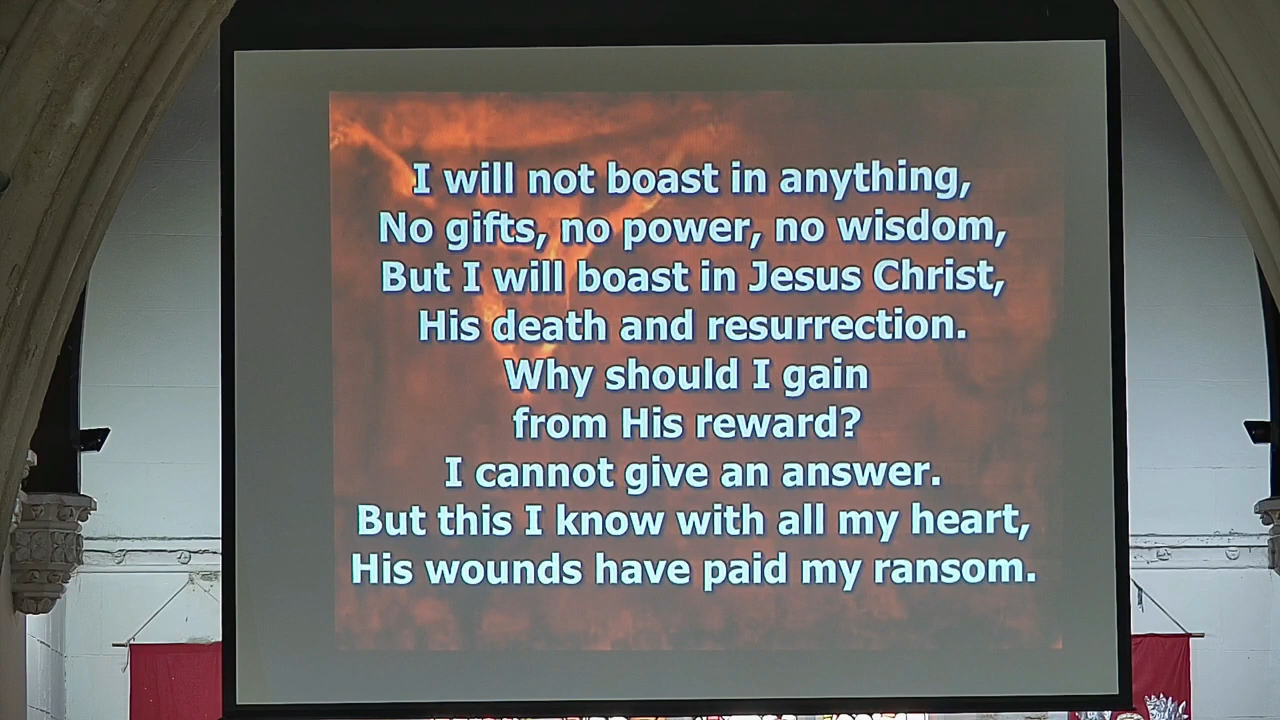 I will not boast in anything,
No gifts, no power, no wisdom,
But I will boast in Jesus Christ,
His death and resurrection.
Why should I gain
from His reward?
I cannot give an answer.
But this I know with all my heart,
His wounds have paid my ransom.